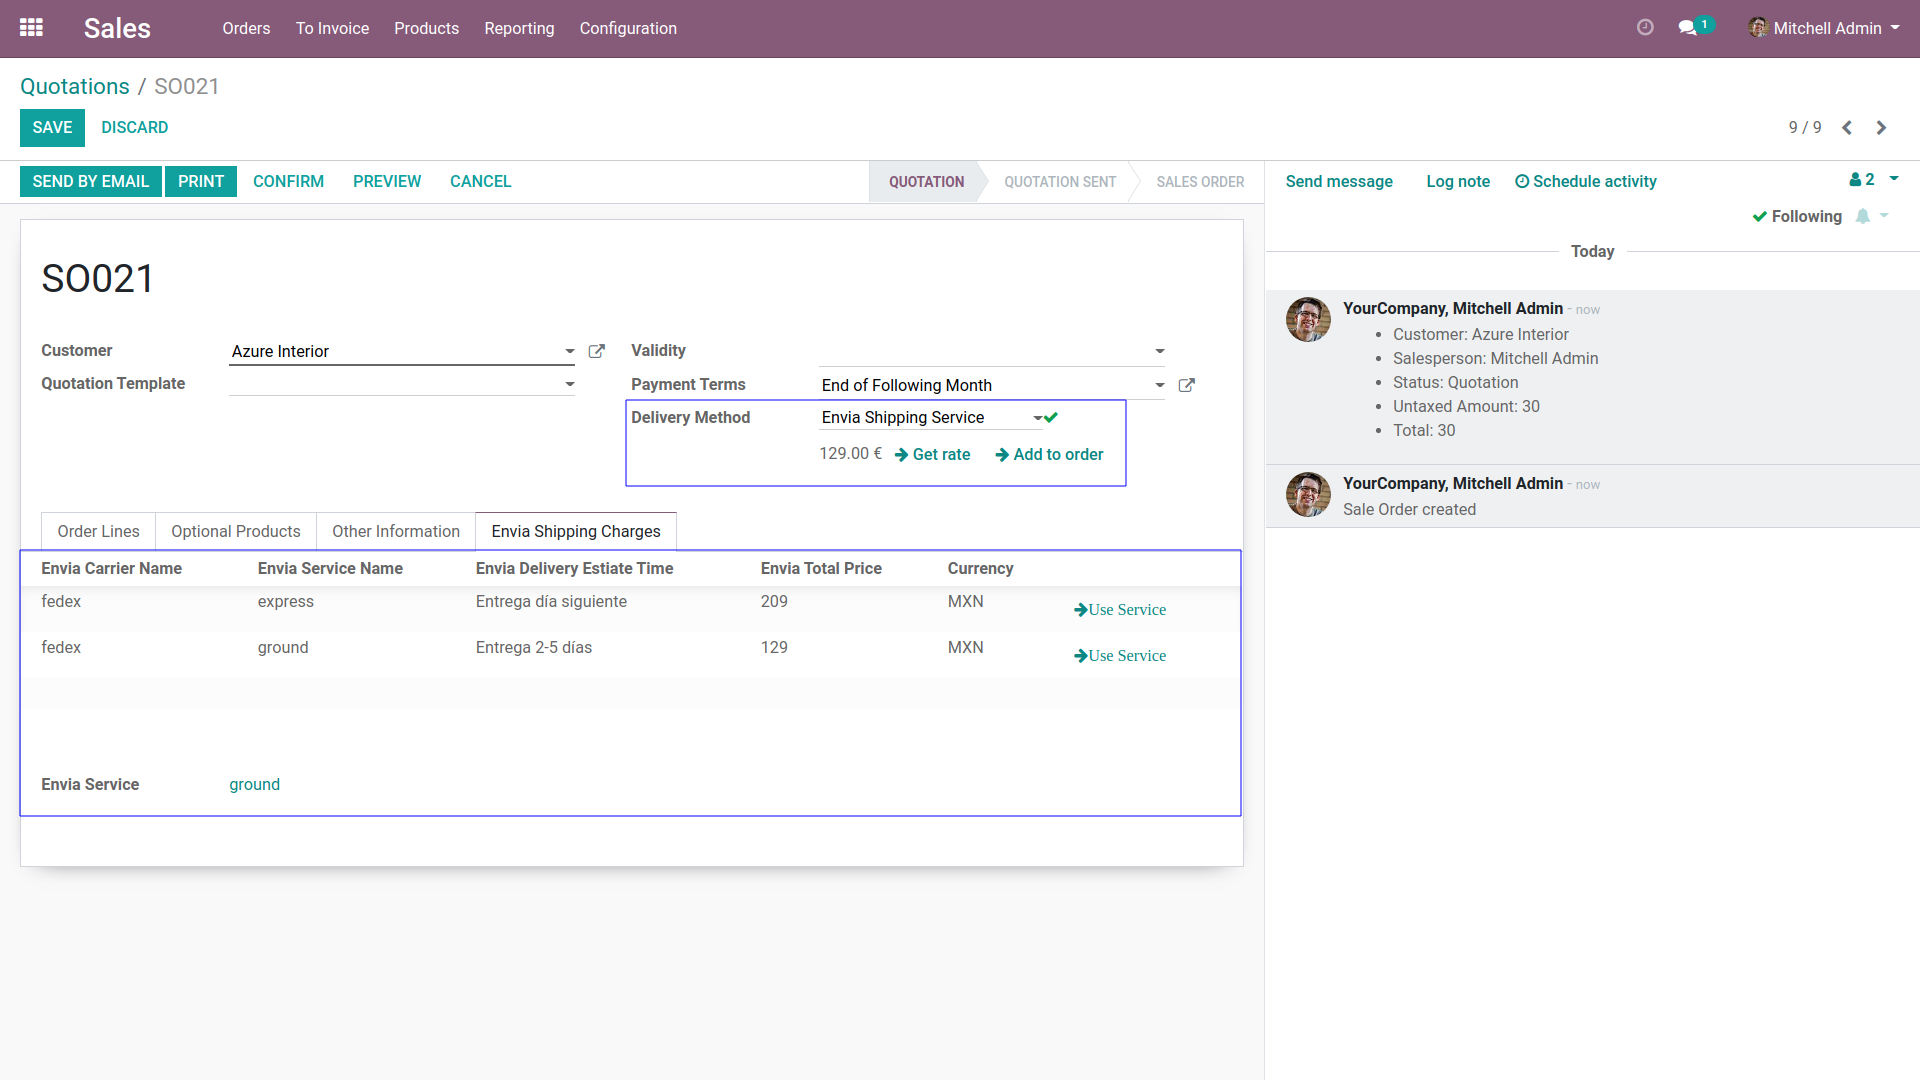 Sales Orders To Invoice Products Reporting Configuration 1 Mitchell Admin
Quotations / SO021
SAVE DISCARD 9 / 9
SEND BY EMAIL PRINT CONFIRM PREVIEW CANCEL QUOTATION QUOTATION SENT SALES ORDER
SO021
Customer Azure Interior
Quotation Template
Validity
Payment Terms End of Following Month
Delivery Method Envia Shipping Service
129.00 € Get rate Add to order
Order Lines Optional Products Other Information Envia Shipping Charges
Envia Carrier Name Envia Service Name Envia Delivery Estiate Time Envia Total Price Currency
fedex express Entrega día siguiente 209 MXN Use Service
fedex ground Entrega 2-5 días 129 MXN Use Service
Envia Service ground
Send message Log note Schedule activity 2
Following
Today
YourCompany, Mitchell Admin - now
• Customer: Azure Interior
• Salesperson: Mitchell Admin
• Status: Quotation
• Untaxed Amount: 30
• Total: 30
YourCompany, Mitchell Admin - now
Sale Order created